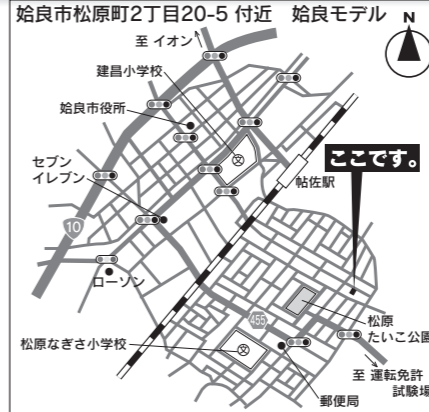 姶良市松原町2丁目20-5 付近　姶良モデル
N
至 イオン
建昌小学校
姶良市役所
文
セブン
イレブン
ここです。
帖佐駅
10
ローソン
455
松原
たいこ公園
松原なぎさ小学校
文
至 運転免許
試験場
郵便局